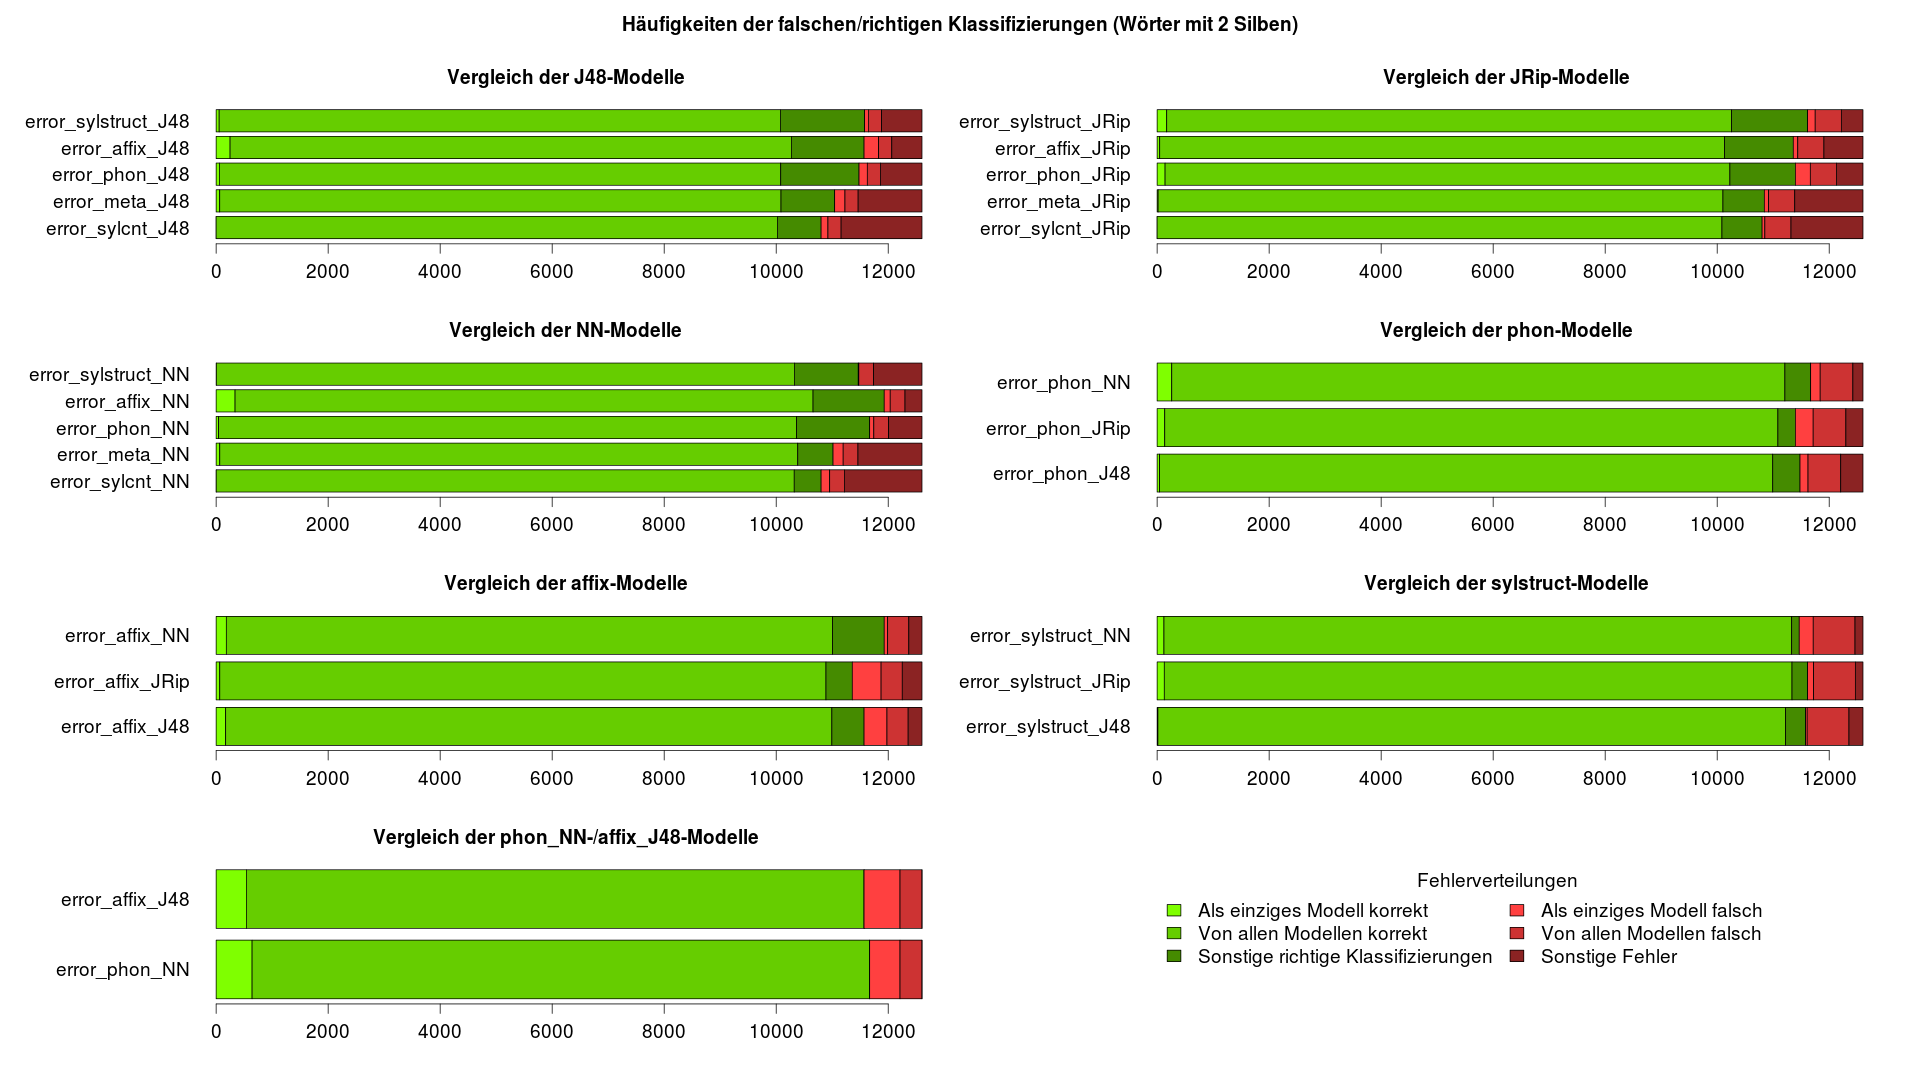 Häufigkeiten der falschen/richtigen Klassifizierungen (Wörter mit 2 Silben)
Vergleich der J48-Modelle
error_sylstruct_J48
error_affix_J48
error_phon_J48
error_meta_J48
error_sylcnt_J48
0 2000 4000 6000 8000 10000 12000
Vergleich der JRip-Modelle
error_sylstruct_JRip
error_affix_JRip
error_phon_JRip
error_meta_JRip
error_sylcnt_JRip
0 2000 4000 6000 8000 10000 12000
Vergleich der NN-Modelle
error_sylstruct_NN
error_affix_NN
error_phon_NN
error_meta_NN
error_sylcnt_NN
0 2000 4000 6000 8000 10000 12000
Vergleich der phon-Modelle
error_phon_NN
error_phon_JRip
error_phon_J48
0 2000 4000 6000 8000 10000 12000
Vergleich der affix-Modelle
error_affix_NN
error_affix_JRip
error_affix_J48
0 2000 4000 6000 8000 10000 12000
Vergleich der sylstruct-Modelle
error_sylstruct_NN
error_sylstruct_JRip
error_sylstruct_J48
0 2000 4000 6000 8000 10000 12000
Vergleich der phon_NN-/affix_J48-Modelle
error_affix_J48
error_phon_NN
0 2000 4000 6000 8000 10000 12000
Fehlerverteilungen
Als einziges Modell korrekt
Von allen Modellen korrekt
Sonstige richtige Klassifizierungen
Als einziges Modell falsch
Von allen Modellen falsch
Sonstige Fehler